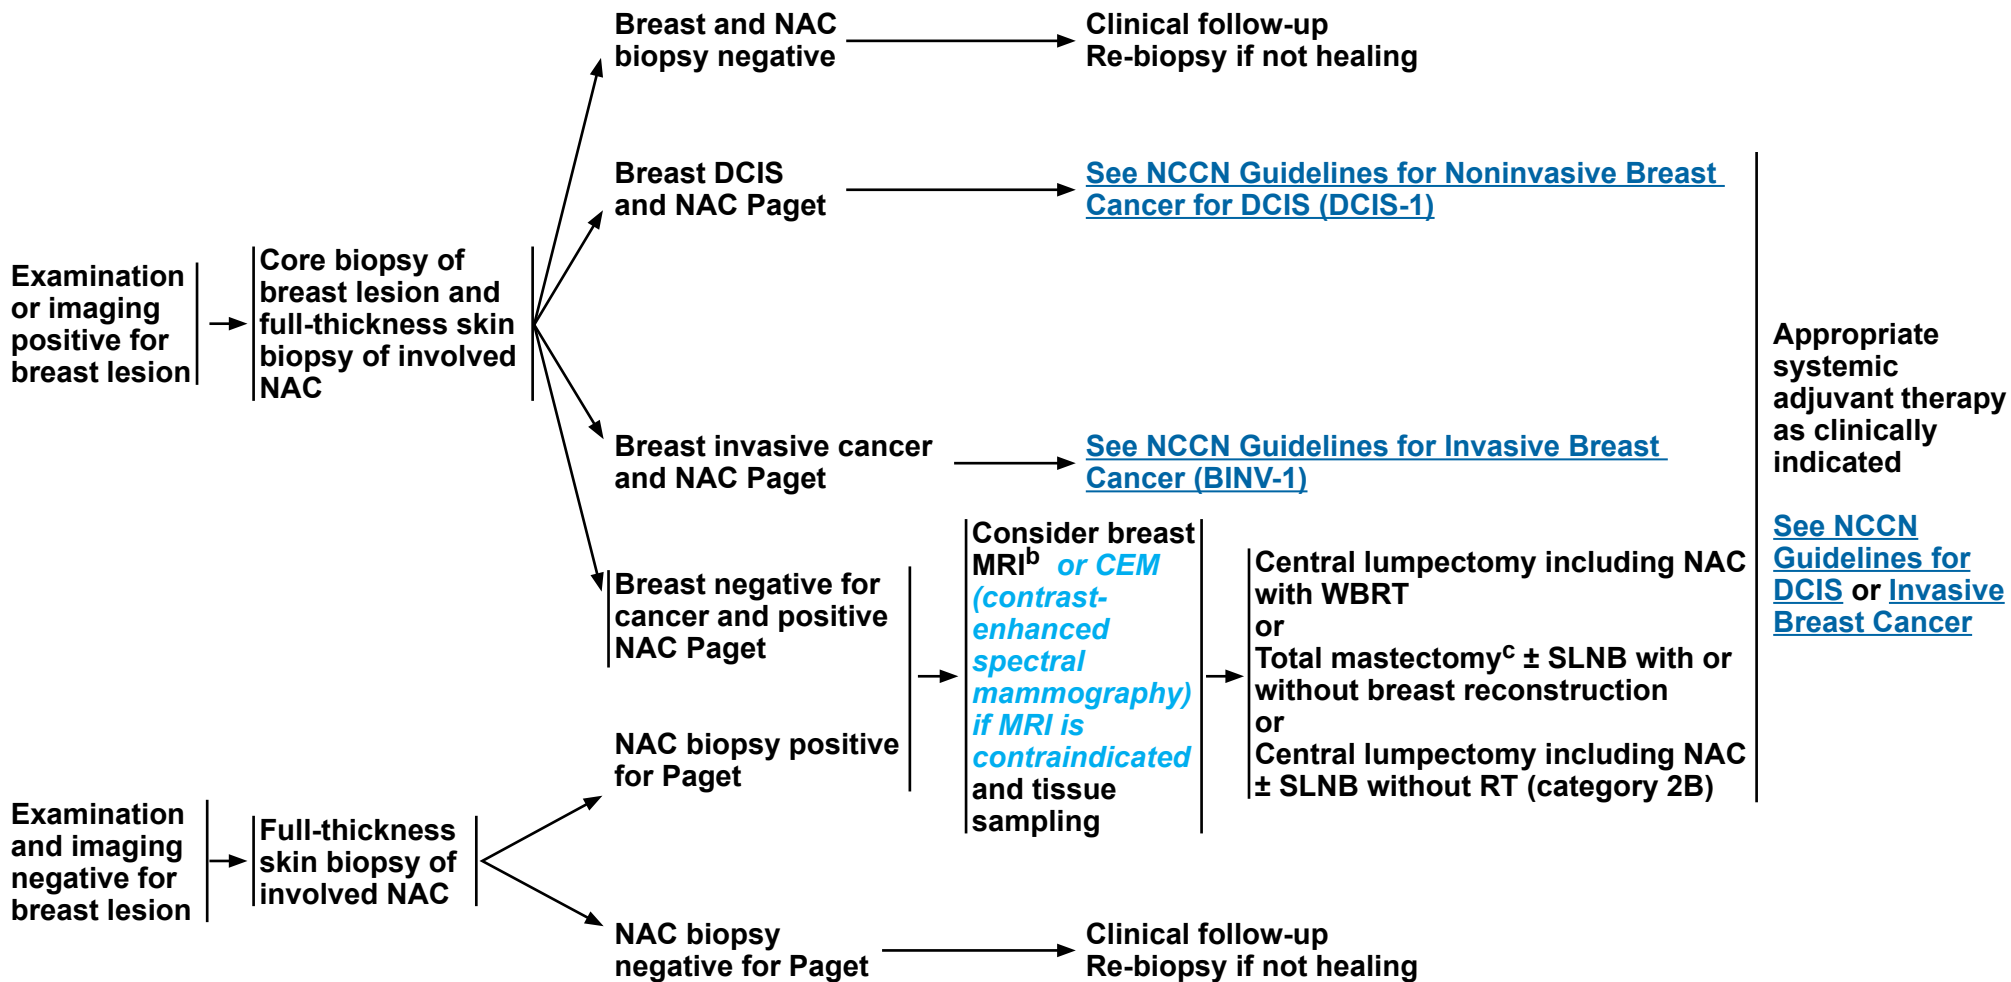 Breast and NAC
biopsy negative
Clinical follow-up
Re-biopsy if not healing
Breast DCIS
and NAC Paget
See NCCN Guidelines for Noninvasive Breast
Cancer for DCIS (DCIS-1)
Examination
or imaging
positive for
breast lesion
Core biopsy of
breast lesion and
full-thickness skin
biopsy of involved
NAC
Breast invasive cancer
and NAC Paget
See NCCN Guidelines for Invasive Breast
Cancer (BINV-1)
Breast negative for
cancer and positive
NAC Paget
NAC biopsy positive
for Paget
Consider breast
MRIb or CEM
(contrast-
enhanced
spectral
mammography)
if MRI is
contraindicated
and tissue
sampling
Central lumpectomy including NAC
with WBRT
or
Total mastectomyc ± SLNB with or
without breast reconstruction
or
Central lumpectomy including NAC
± SLNB without RT (category 2B)
Appropriate
systemic
adjuvant therapy
as clinically
indicated
See NCCN
Guidelines for
DCIS or Invasive
Breast Cancer
Examination
and imaging
negative for
breast lesion
Full-thickness
skin biopsy of
involved NAC
NAC biopsy
negative for Paget
Clinical follow-up
Re-biopsy if not healing